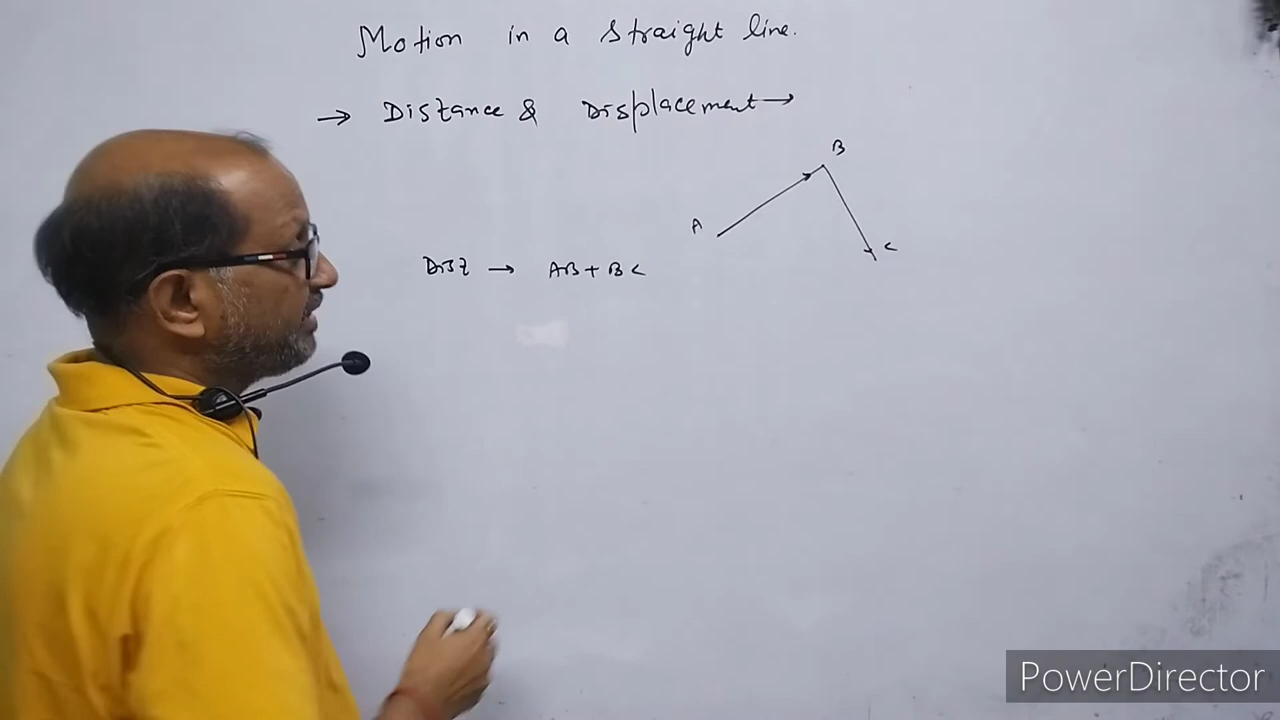 Motion in a straight line.
→ Distance & Displacement →
B
A
C
Dist → AB + BC
PowerDirector